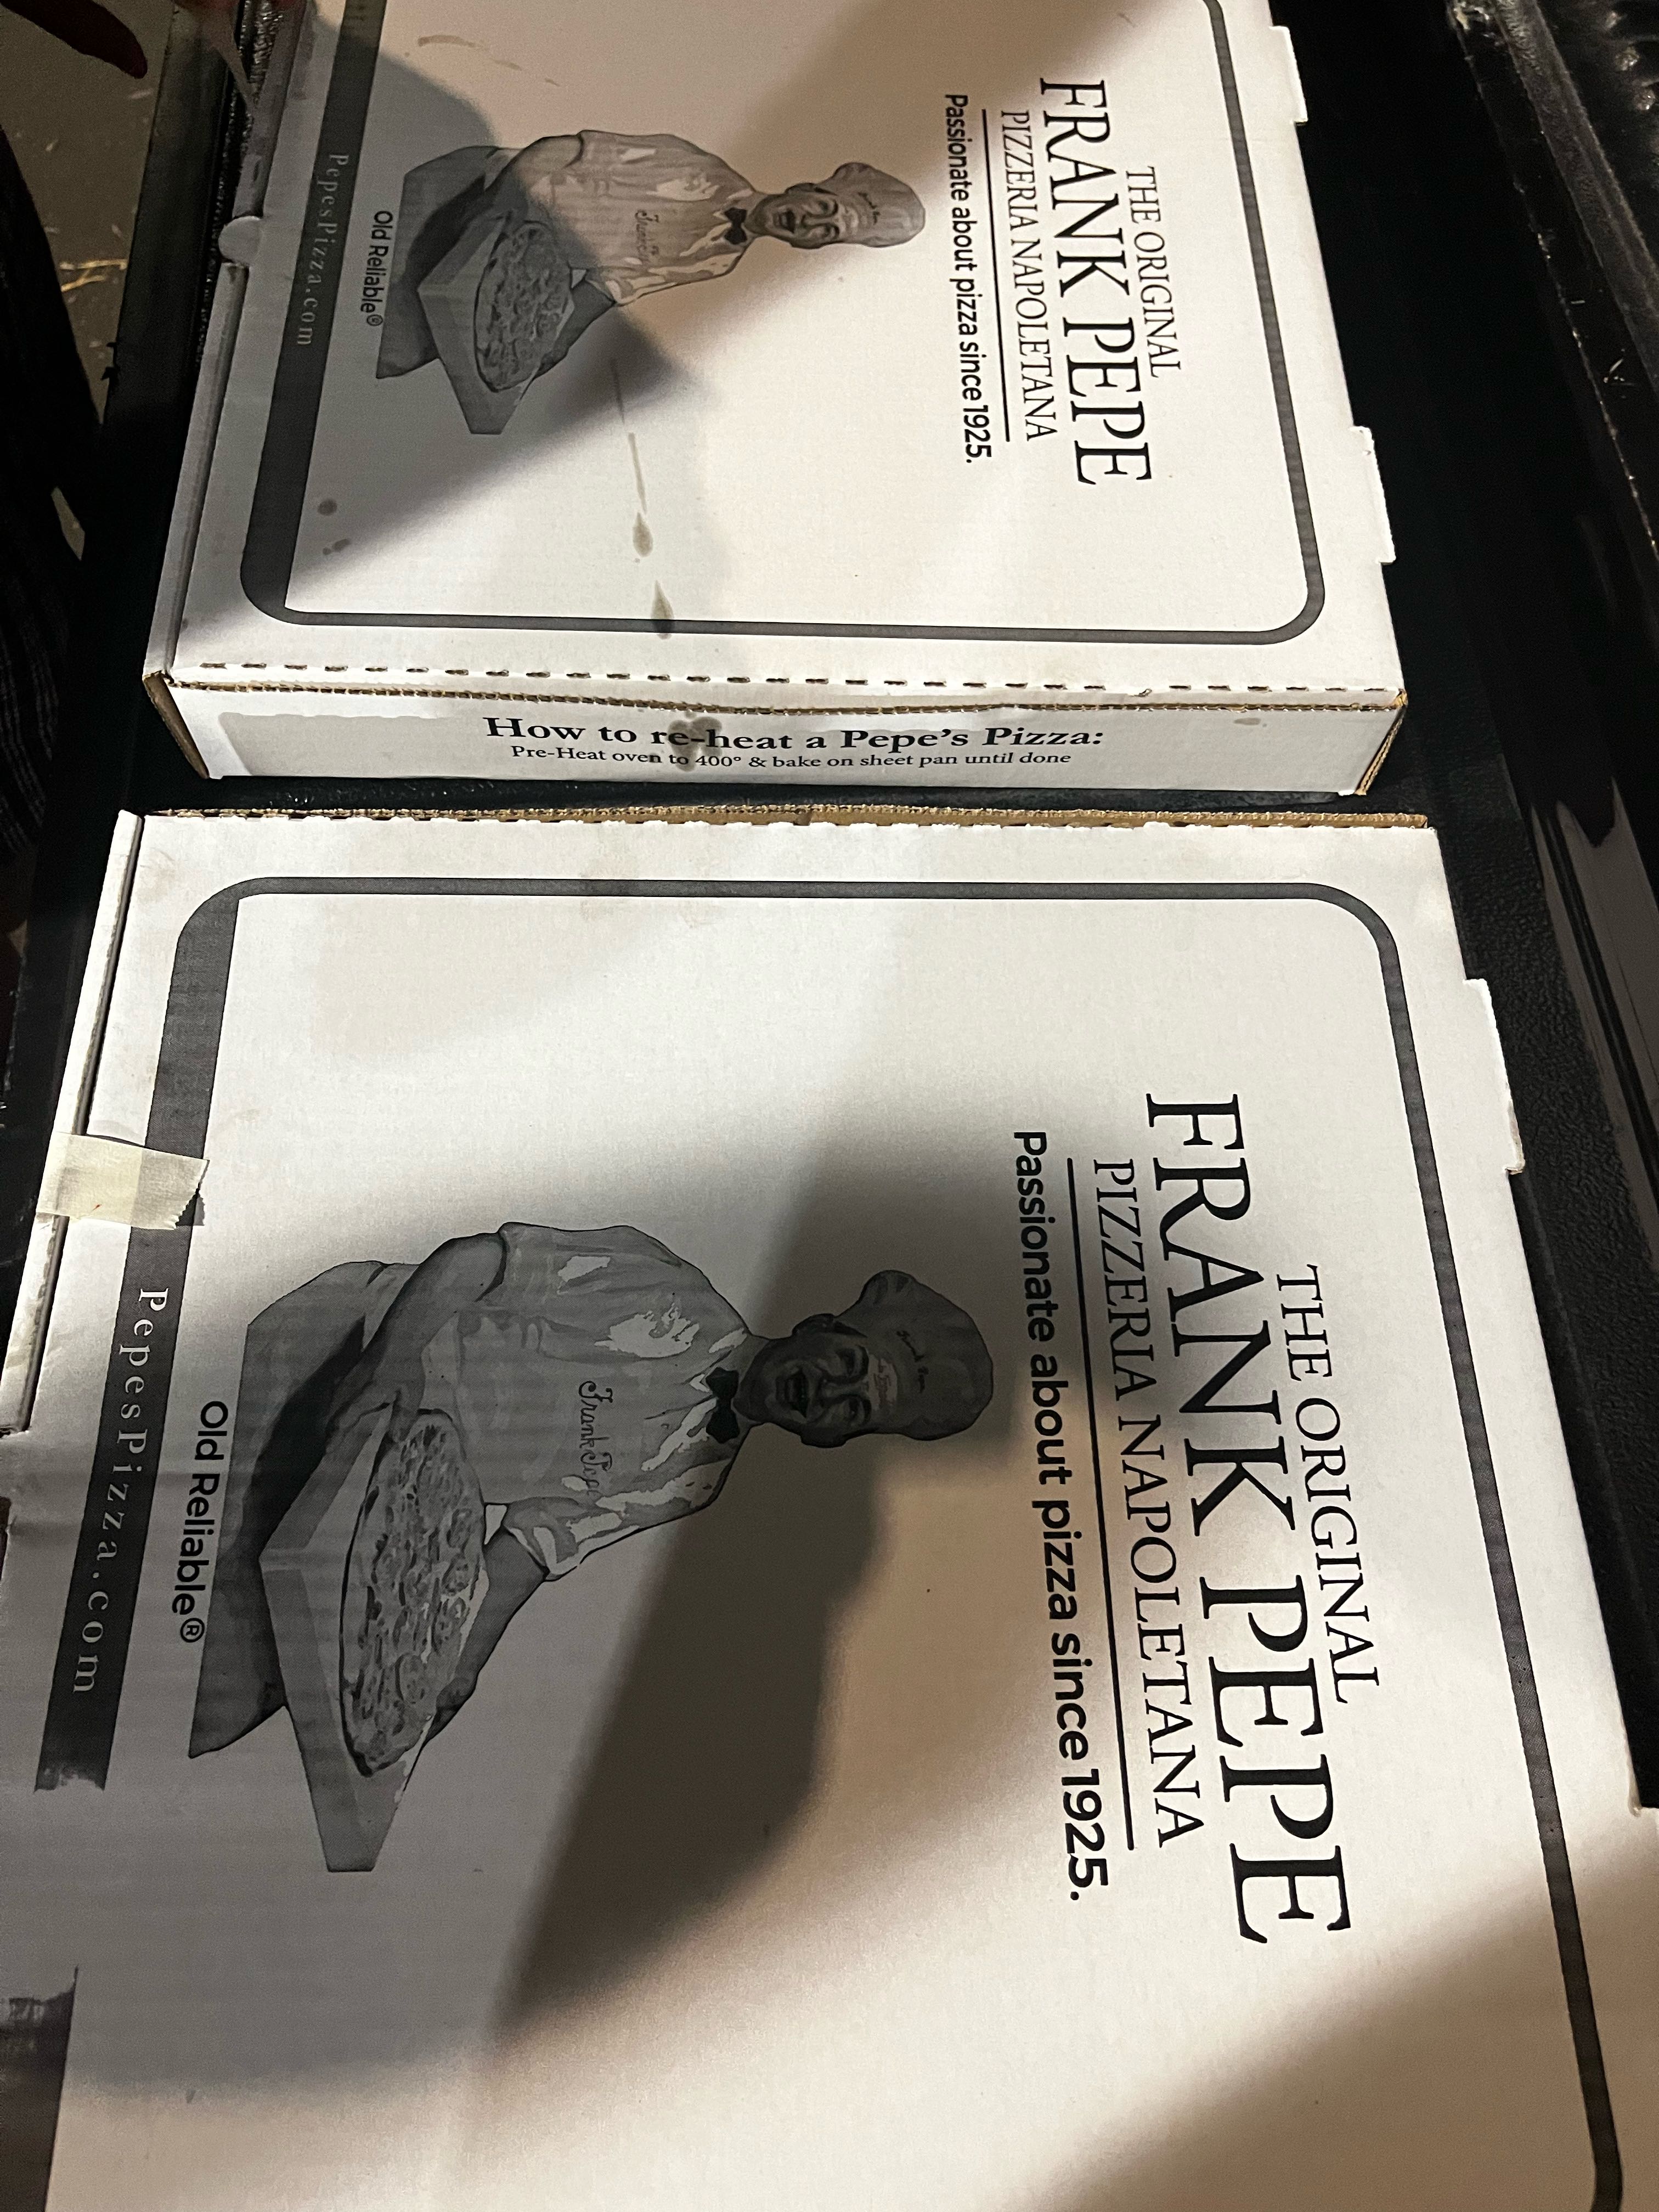 THE ORIGINAL
FRANK PEPE
PIZZERIA NAPOLETANA
Passionate about pizza since 1925.
Old Reliable®
PepesPizza.com
How to re-heat a Pepe's Pizza:
Pre-Heat oven to 400° & bake on sheet pan until done
THE ORIGINAL
FRANK PEPE
PIZZERIA NAPOLETANA
Passionate about pizza since 1925.
Frank Pepe
Old Reliable®
PepesPizza.com